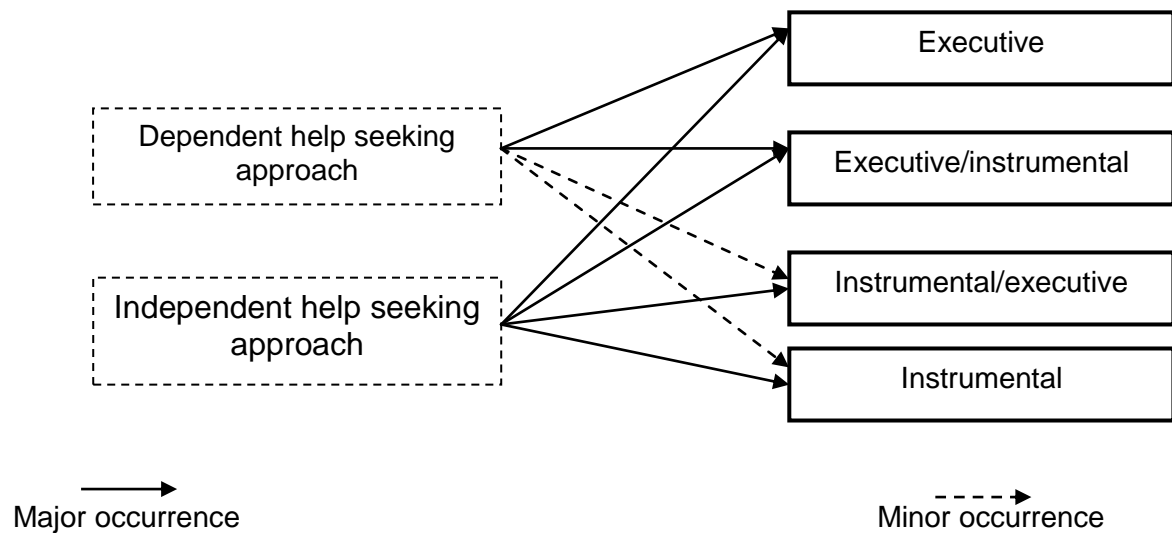 Executive
Dependent help seeking
approach
Executive/instrumental
Independent help seeking
approach
Instrumental/executive
Instrumental
Major occurrence
Minor occurrence